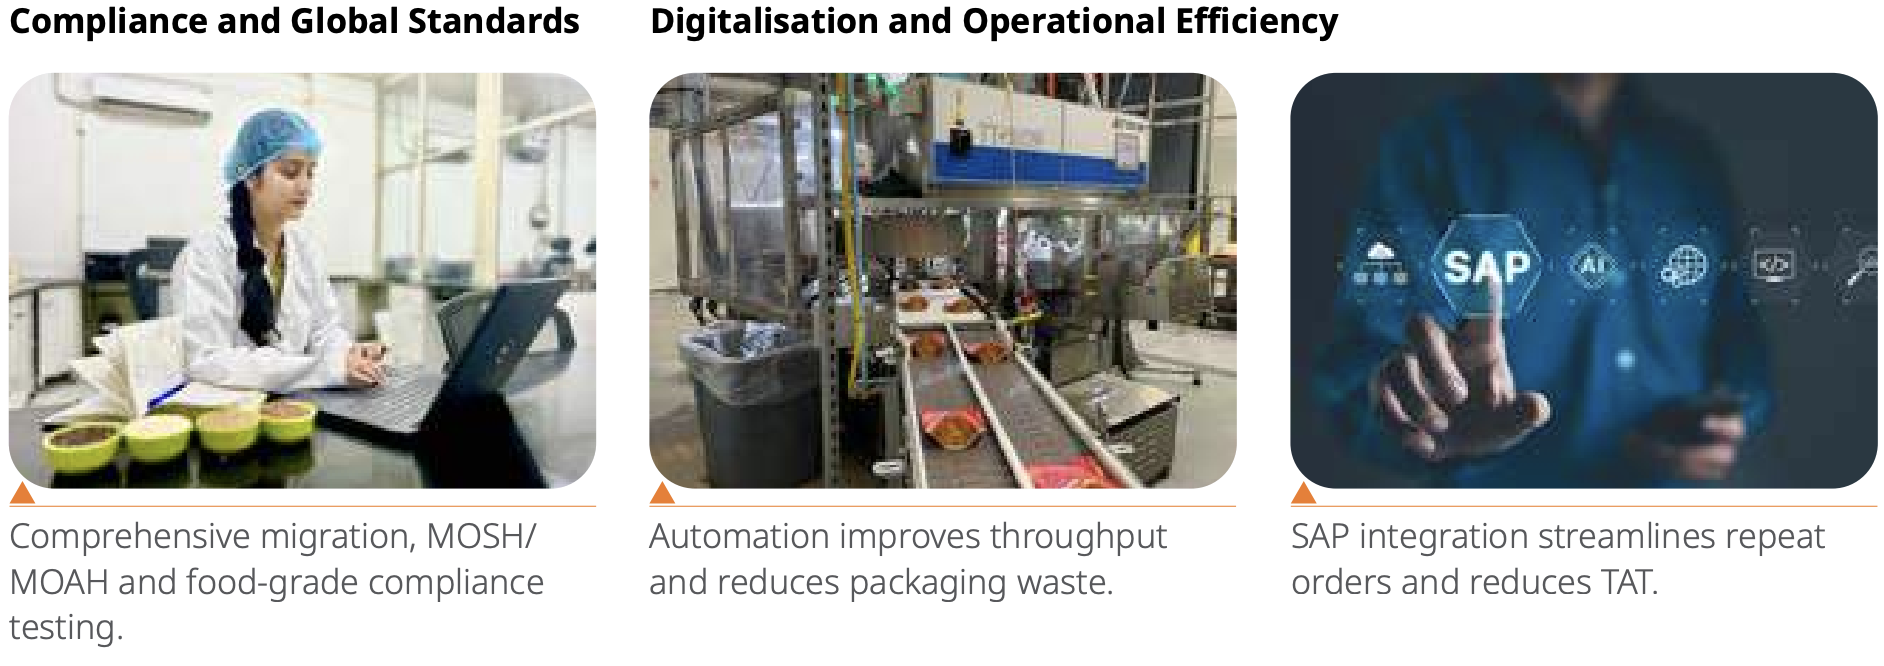 Compliance and Global Standards
Digitalisation and Operational Efficiency
SAP
AI
</>
Comprehensive migration, MOSH/
MOAH and food-grade compliance
testing.
Automation improves throughput
and reduces packaging waste.
SAP integration streamlines repeat
orders and reduces TAT.